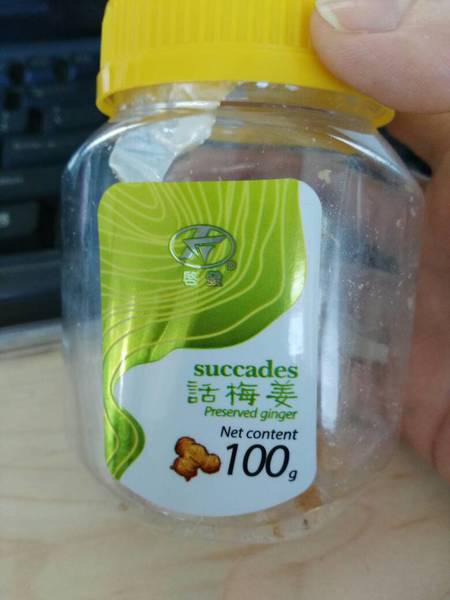 ®
succades
話梅姜
Preserved ginger
Net content
100g